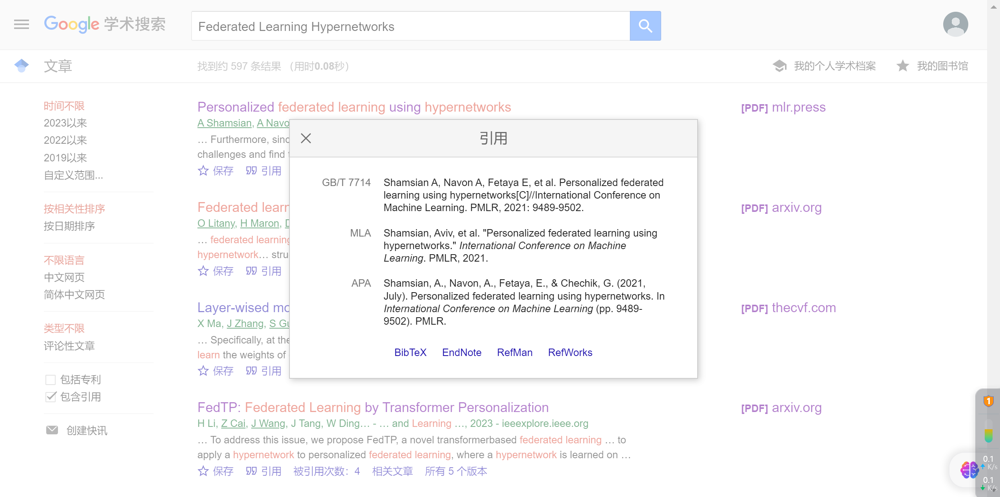 Google 学术搜索
Federated Learning Hypernetworks
文章
找到约 597 条结果 （用时0.08秒）
我的个人学术档案
我的图书馆
时间不限
2023以来
2022以来
2019以来
自定义范围...
按相关性排序
按日期排序
不限语言
中文网页
简体中文网页
类型不限
评论性文章
包括专利
包含引用
创建快讯
Personalized federated learning using hypernetworks
[PDF] mlr.press
A Shamsian, A Navo
… Furthermore, sinc
challenges and find
保存 引用
Federated learn
[PDF] arxiv.org
O Litany, H Maron,
… federated learning
hypernetwork… stru
保存 引用
Layer-wised mo
[PDF] thecvf.com
X Ma, J Zhang, S Gu
… Specifically, at the
learn the weights of
保存 引用
引用
GB/T 7714
Shamsian A, Navon A, Fetaya E, et al. Personalized federated
learning using hypernetworks[C]//International Conference on
Machine Learning. PMLR, 2021: 9489-9502.
MLA
Shamsian, Aviv, et al. "Personalized federated learning using
hypernetworks." International Conference on Machine
Learning. PMLR, 2021.
APA
Shamsian, A., Navon, A., Fetaya, E., & Chechik, G. (2021,
July). Personalized federated learning using hypernetworks. In
International Conference on Machine Learning (pp. 9489-
9502). PMLR.
BibTeX EndNote RefMan RefWorks
FedTP: Federated Learning by Transformer Personalization
[PDF] arxiv.org
H Li, Z Cai, J Wang, J Tang, W Ding… - … and Learning …, 2023 - ieeexplore.ieee.org
… To address this issue, we propose FedTP, a novel transformerbased federated learning … to
apply a hypernetwork to personalized federated learning, where a hypernetwork is learned on …
保存 引用 被引用次数：4 相关文章 所有 5 个版本
1
0.1
K/s
0.1
K/s